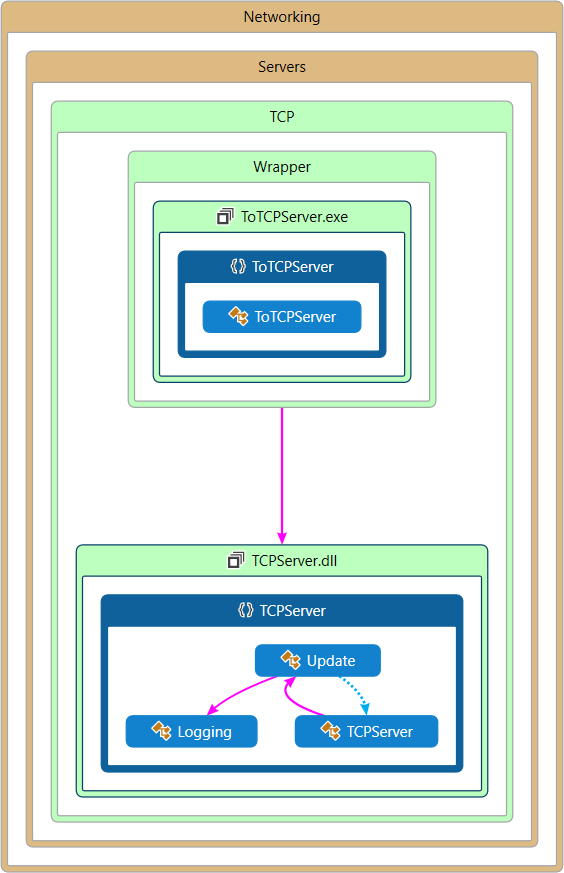 Networking
Servers
TCP
Wrapper
ToTCPServer.exe
ToTCPServer
ToTCPServer
TCPServer.dll
TCPServer
Update
Logging
TCPServer